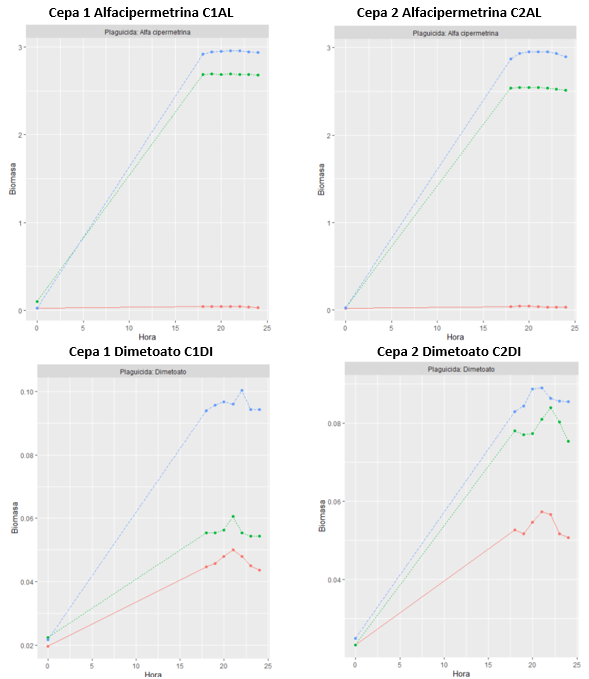 Cepa 1 Alfacipermetrina C1AL
Plaguicida: Alfa cipermetrina
3
2
1
0
Biomasa
0 5 10 15 20 25
Hora
Cepa 2 Alfacipermetrina C2AL
Plaguicida: Alfa cipermetrina
3
2
1
0
Biomasa
0 5 10 15 20 25
Hora
Cepa 1 Dimetoato C1DI
Plaguicida: Dimetoato
0.10
0.08
0.06
0.04
0.02
Biomasa
0 5 10 15 20 25
Hora
Cepa 2 Dimetoato C2DI
Plaguicida: Dimetoato
0.08
0.06
0.04
Biomasa
0 5 10 15 20 25
Hora